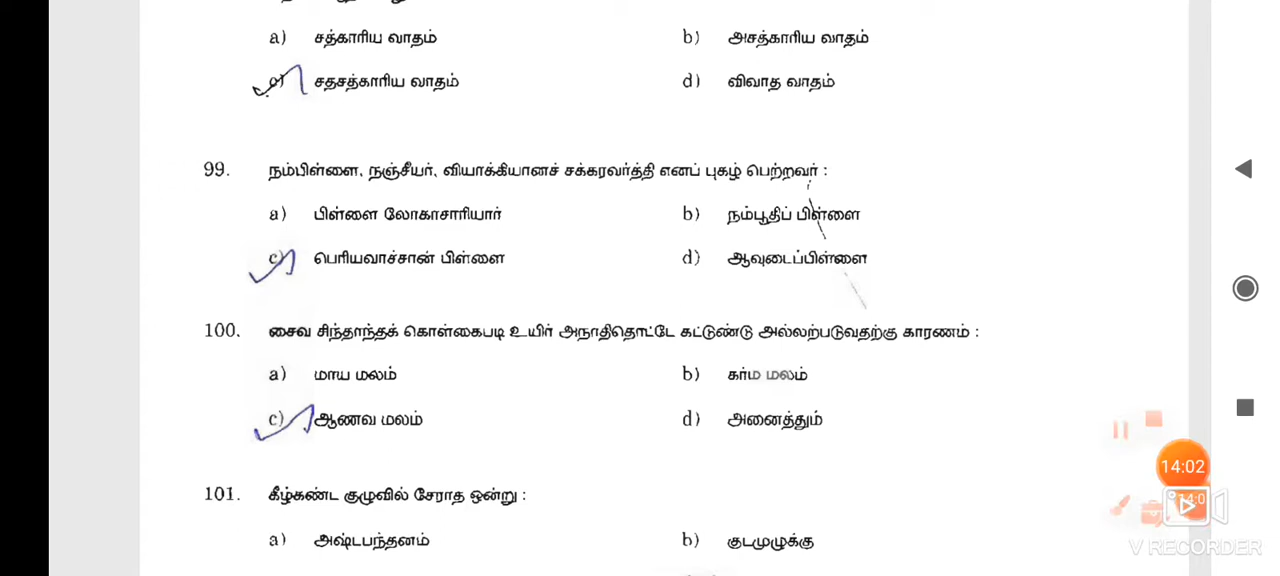 a) சத்காரிய வாதம் b) அசத்காரிய வாதம்
c) சதசத்காரிய வாதம் d) விவாத வாதம்
99. நம்பிள்ளை, நஞ்சீயர், வியாக்கியானச் சக்கரவர்த்தி எனப் புகழ் பெற்றவர் :
a) பிள்ளை லோகாசாரியார் b) நம்பூதிப் பிள்ளை
c) பெரியவாச்சான் பிள்ளை d) ஆவுடைப்பிள்ளை
100. சைவ சிந்தாந்தக் கொள்கைபடி உயிர் அநாதிதொட்டே கட்டுண்டு அல்லற்படுவதற்கு காரணம் :
a) மாய மலம் b) கர்ம மலம்
c) ஆணவ மலம் d) அனைத்தும்
14:02
101. கீழ்கண்ட குழுவில் சேராத ஒன்று :
14:0
a) அஷ்டபந்தனம் b) குடமுழுக்கு
V RECORDER